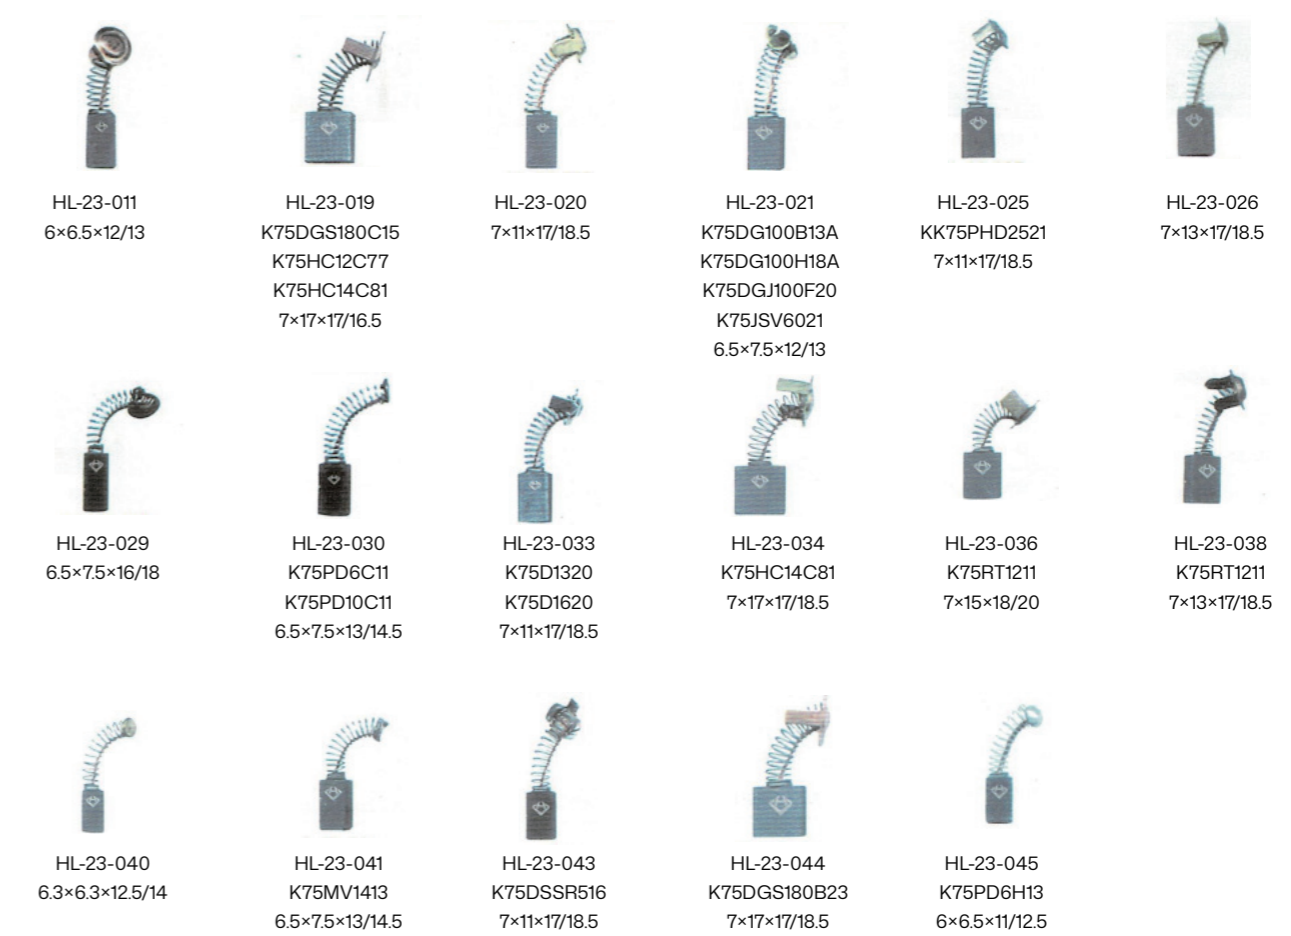 HL-23-011
6×6.5×12/13
HL-23-019
K75DGS180C15
K75HC12C77
K75HC14C81
7×17×17/16.5
HL-23-020
7×11×17/18.5
HL-23-021
K75DG100B13A
K75DG100H18A
K75DGJ100F20
K75JSV6021
6.5×7.5×12/13
HL-23-025
KK75PHD2521
7×11×17/18.5
HL-23-026
7×13×17/18.5
HL-23-029
6.5×7.5×16/18
HL-23-030
K75PD6C11
K75PD10C11
6.5×7.5×13/14.5
HL-23-033
K75D1320
K75D1620
7×11×17/18.5
HL-23-034
K75HC14C81
7×17×17/18.5
HL-23-036
K75RT1211
7×15×18/20
HL-23-038
K75RT1211
7×13×17/18.5
HL-23-040
6.3×6.3×12.5/14
HL-23-041
K75MV1413
6.5×7.5×13/14.5
HL-23-043
K75DSSR516
7×11×17/18.5
HL-23-044
K75DGS180B23
7×17×17/18.5
HL-23-045
K75PD6H13
6×6.5×11/12.5